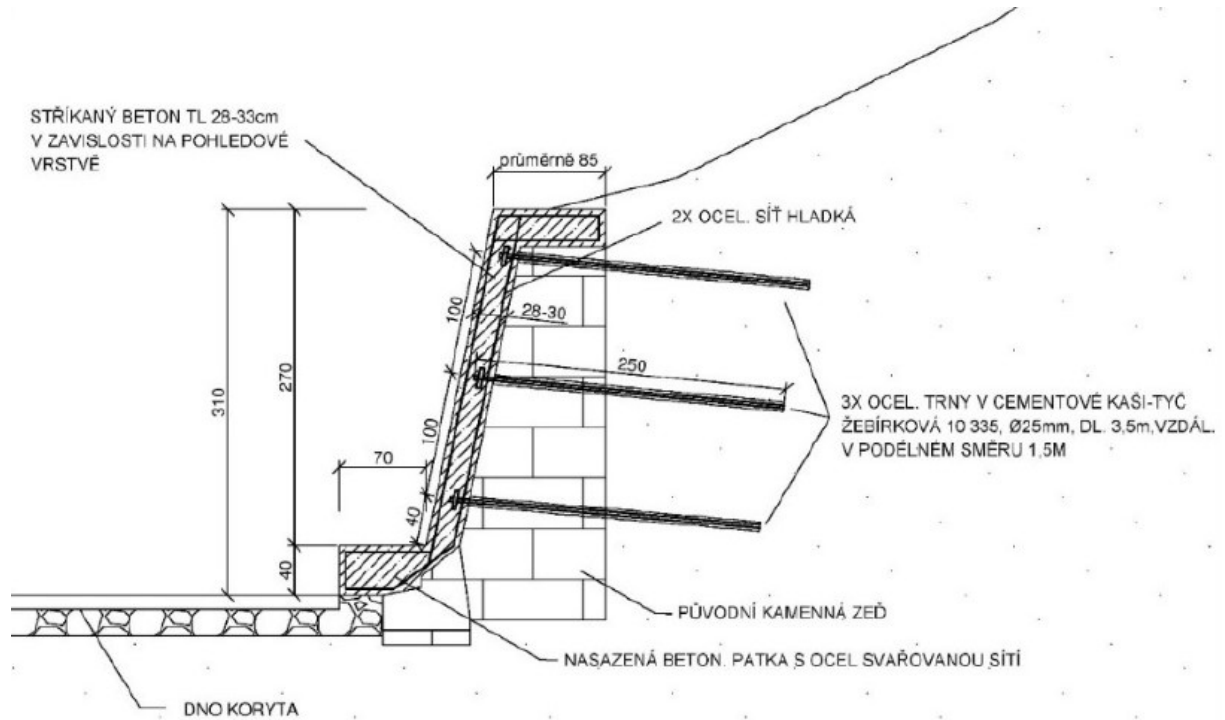 STŘÍKANÝ BETON TL 28-33cm
V ZAVISLOSTI NA POHLEDOVÉ
VRSTVĚ
průměrně 85
2X OCEL. SÍŤ HLADKÁ
100
28-30
250
310
270
100
3X OCEL. TRNY V CEMENTOVÉ KAŠI-TYČ
ŽEBÍRKOVÁ 10 335, Ø25mm, DL. 3,5m,VZDÁL.
V PODÉLNÉM SMĚRU 1,5M
70
40
40
PŮVODNÍ KAMENNÁ ZEĎ
NASAZENÁ BETON. PATKA S OCEL SVAŘOVANOU SÍTÍ
DNO KORYTA